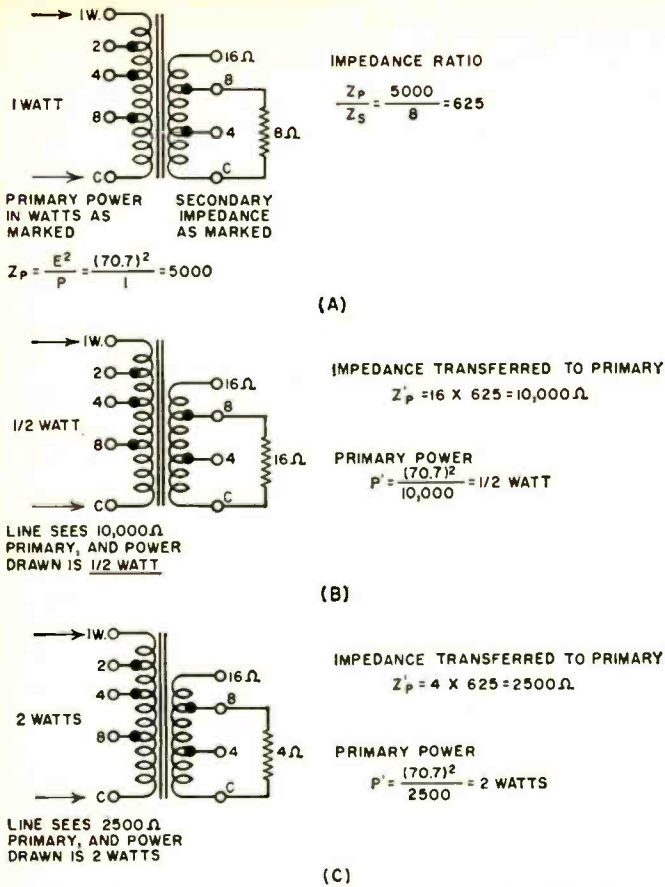 1W.
2
4
1 WATT
8
C
16Ω
8
4
C
8Ω
PRIMARY POWER
IN WATTS AS
MARKED
SECONDARY
IMPEDANCE
AS MARKED
IMPEDANCE RATIO
Zp/Zs = 5000/8 = 625
Zp = E²/P = (70.7)²/1 = 5000
(A)
1W.
2
4
1/2 WATT
8
C
16Ω
8
4
C
16Ω
IMPEDANCE TRANSFERRED TO PRIMARY
Z'p = 16 X 625 = 10,000Ω
PRIMARY POWER
P' = (70.7)²/10,000 = 1/2 WATT
LINE SEES 10,000Ω
PRIMARY, AND POWER
DRAWN IS 1/2 WATT
(B)
1W.
2
4
2 WATTS
8
C
16Ω
8
4
C
4Ω
IMPEDANCE TRANSFERRED TO PRIMARY
Z'p = 4 X 625 = 2500Ω
PRIMARY POWER
P' = (70.7)²/2500 = 2 WATTS
LINE SEES 2500Ω
PRIMARY, AND POWER
DRAWN IS 2 WATTS
(C)